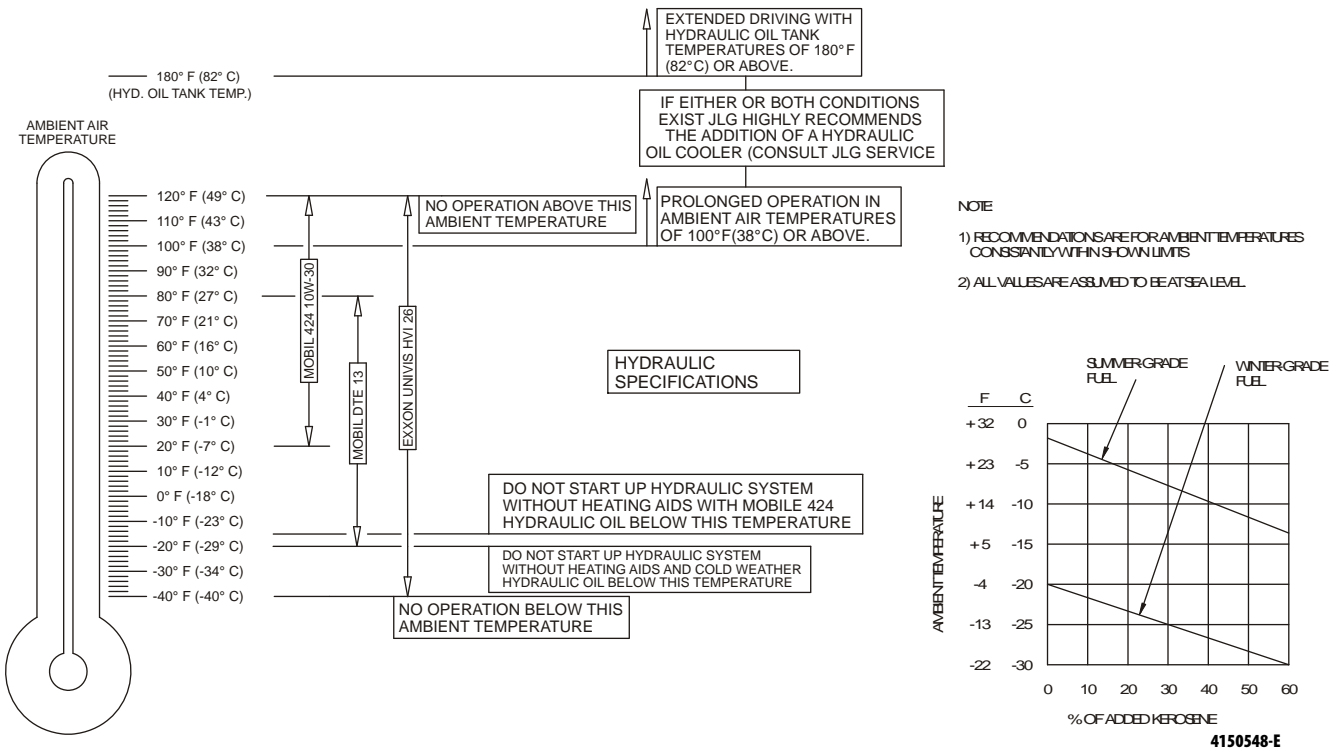 EXTENDED DRIVING WITH
HYDRAULIC OIL TANK
TEMPERATURES OF 180°F
(82°C) OR ABOVE.
180° F (82° C)
(HYD. OIL TANK TEMP.)
IF EITHER OR BOTH CONDITIONS
EXIST JLG HIGHLY RECOMMENDS
THE ADDITION OF A HYDRAULIC
OIL COOLER (CONSULT JLG SERVICE
AMBIENT AIR
TEMPERATURE
120° F (49° C)
110° F (43° C)
100° F (38° C)
90° F (32° C)
80° F (27° C)
70° F (21° C)
60° F (16° C)
50° F (10° C)
40° F (4° C)
30° F (-1° C)
20° F (-7° C)
10° F (-12° C)
0° F (-18° C)
-10° F (-23° C)
-20° F (-29° C)
-30° F (-34° C)
-40° F (-40° C)
MOBIL 424 10W-30
MOBIL DTE 13
EXXON UNIVIS HVI 26
NO OPERATION ABOVE THIS
AMBIENT TEMPERATURE
PROLONGED OPERATION IN
AMBIENT AIR TEMPERATURES
OF 100°F(38°C) OR ABOVE.
HYDRAULIC
SPECIFICATIONS
DO NOT START UP HYDRAULIC SYSTEM
WITHOUT HEATING AIDS WITH MOBILE 424
HYDRAULIC OIL BELOW THIS TEMPERATURE
DO NOT START UP HYDRAULIC SYSTEM
WITHOUT HEATING AIDS AND COLD WEATHER
HYDRAULIC OIL BELOW THIS TEMPERATURE
NO OPERATION BELOW THIS
AMBIENT TEMPERATURE
NOTE:
1) RECOMMENDATIONS ARE FOR AMBIENT TEMPERATURES
CONSISTANTLY WITHIN SHOWN LIMITS
2) ALL VALUES ARE ASSUMED TO BE AT SEA LEVEL.
SUMMER-GRADE
FUEL
WINTER-GRADE
FUEL
F C
+32 0
+23 -5
+14 -10
+5 -15
-4 -20
-13 -25
-22 -30
AMBIENT TEMPERATURE
0 10 20 30 40 50 60
% OF ADDED KEROSENE
4150548-E